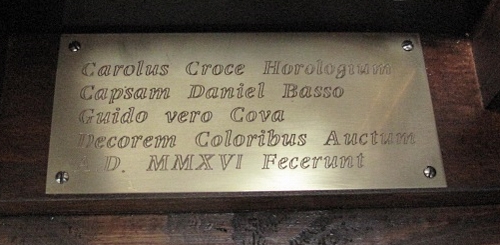 Carolus Croce Horologium
Capsam Daniel Basso
Guido vero Cova
Decorem Coloribus Auctum
A D. MMXVI Fecerunt